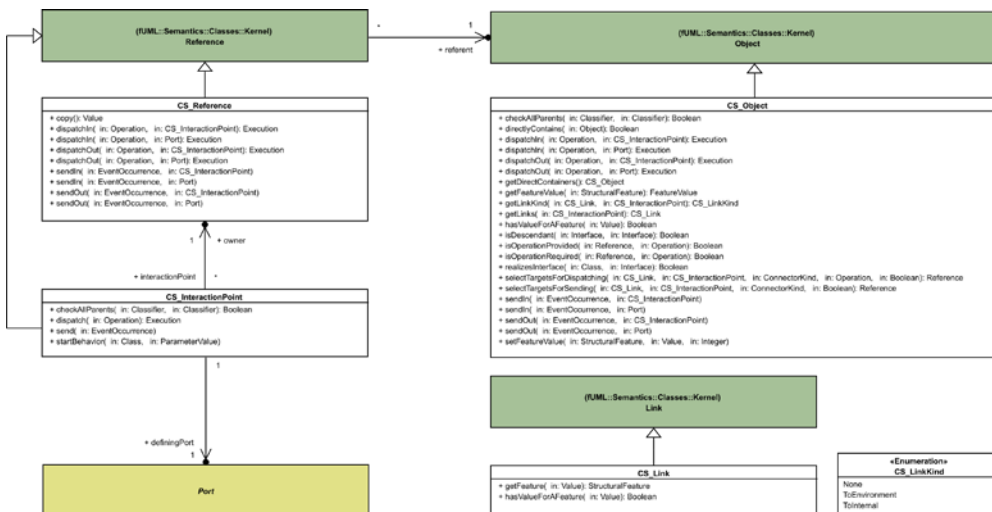 (fUML::Semantics::Classes::Kernel)
Reference
*
1
+ referent
(fUML::Semantics::Classes::Kernel)
Object
CS_Reference
+ copy(): Value
+ dispatchIn( in: Operation, in: CS_InteractionPoint): Execution
+ dispatchIn( in: Operation, in: Port): Execution
+ dispatchOut( in: Operation, in: CS_InteractionPoint): Execution
+ dispatchOut( in: Operation, in: Port): Execution
+ sendIn( in: EventOccurrence, in: CS_InteractionPoint)
+ sendIn( in: EventOccurrence, in: Port)
+ sendOut( in: EventOccurrence, in: CS_InteractionPoint)
+ sendOut( in: EventOccurrence, in: Port)
CS_Object
+ checkAllParents( in: Classifier, in: Classifier): Boolean
+ directlyContains( in: Object): Boolean
+ dispatchIn( in: Operation, in: CS_InteractionPoint): Execution
+ dispatchIn( in: Operation, in: Port): Execution
+ dispatchOut( in: Operation, in: CS_InteractionPoint): Execution
+ dispatchOut( in: Operation, in: Port): Execution
+ getDirectContainers(): CS_Object
+ getFeatureValue( in: StructuralFeature): FeatureValue
+ getLinkKind( in: CS_Link, in: CS_InteractionPoint): CS_LinkKind
+ getLinks( in: CS_InteractionPoint): CS_Link
+ hasValueForAFeature( in: Value): Boolean
+ isDescendant( in: Interface, in: Interface): Boolean
+ isOperationProvided( in: Reference, in: Operation): Boolean
+ isOperationRequired( in: Reference, in: Operation): Boolean
+ realizesInterface( in: Class, in: Interface): Boolean
+ selectTargetsForDispatching( in: CS_Link, in: CS_InteractionPoint, in: ConnectorKind, in: Operation, in: Boolean): Reference
+ selectTargetsForSending( in: CS_Link, in: CS_InteractionPoint, in: ConnectorKind, in: Boolean): Reference
+ sendIn( in: EventOccurrence, in: CS_InteractionPoint)
+ sendIn( in: EventOccurrence, in: Port)
+ sendOut( in: EventOccurrence, in: CS_InteractionPoint)
+ sendOut( in: EventOccurrence, in: Port)
+ setFeatureValue( in: StructuralFeature, in: Value, in: Integer)
1
+ owner
+ interactionPoint
*
CS_InteractionPoint
+ checkAllParents( in: Classifier, in: Classifier): Boolean
+ dispatch( in: Operation): Execution
+ send( in: EventOccurrence)
+ startBehavior( in: Class, in: ParameterValue)
1
+ definingPort
1
Port
(fUML::Semantics::Classes::Kernel)
Link
CS_Link
+ getFeature( in: Value): StructuralFeature
+ hasValueForAFeature( in: Value): Boolean
«Enumeration»
CS_LinkKind
None
ToEnvironment
ToInternal